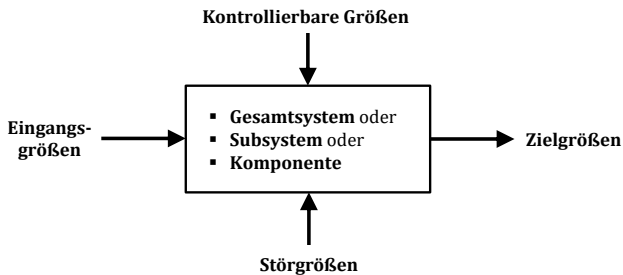 Kontrollierbare Größen
Eingangs-
größen
▪ Gesamtsystem oder
▪ Subsystem oder
▪ Komponente
Zielgrößen
Störgrößen